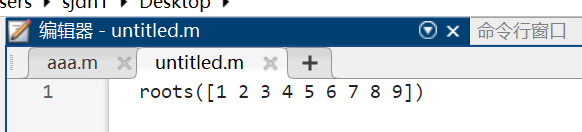 sers › sjdn1 › Desktop ›
编辑器 - untitled.m
命令行窗口
aaa.m
untitled.m
1 roots([1 2 3 4 5 6 7 8 9])